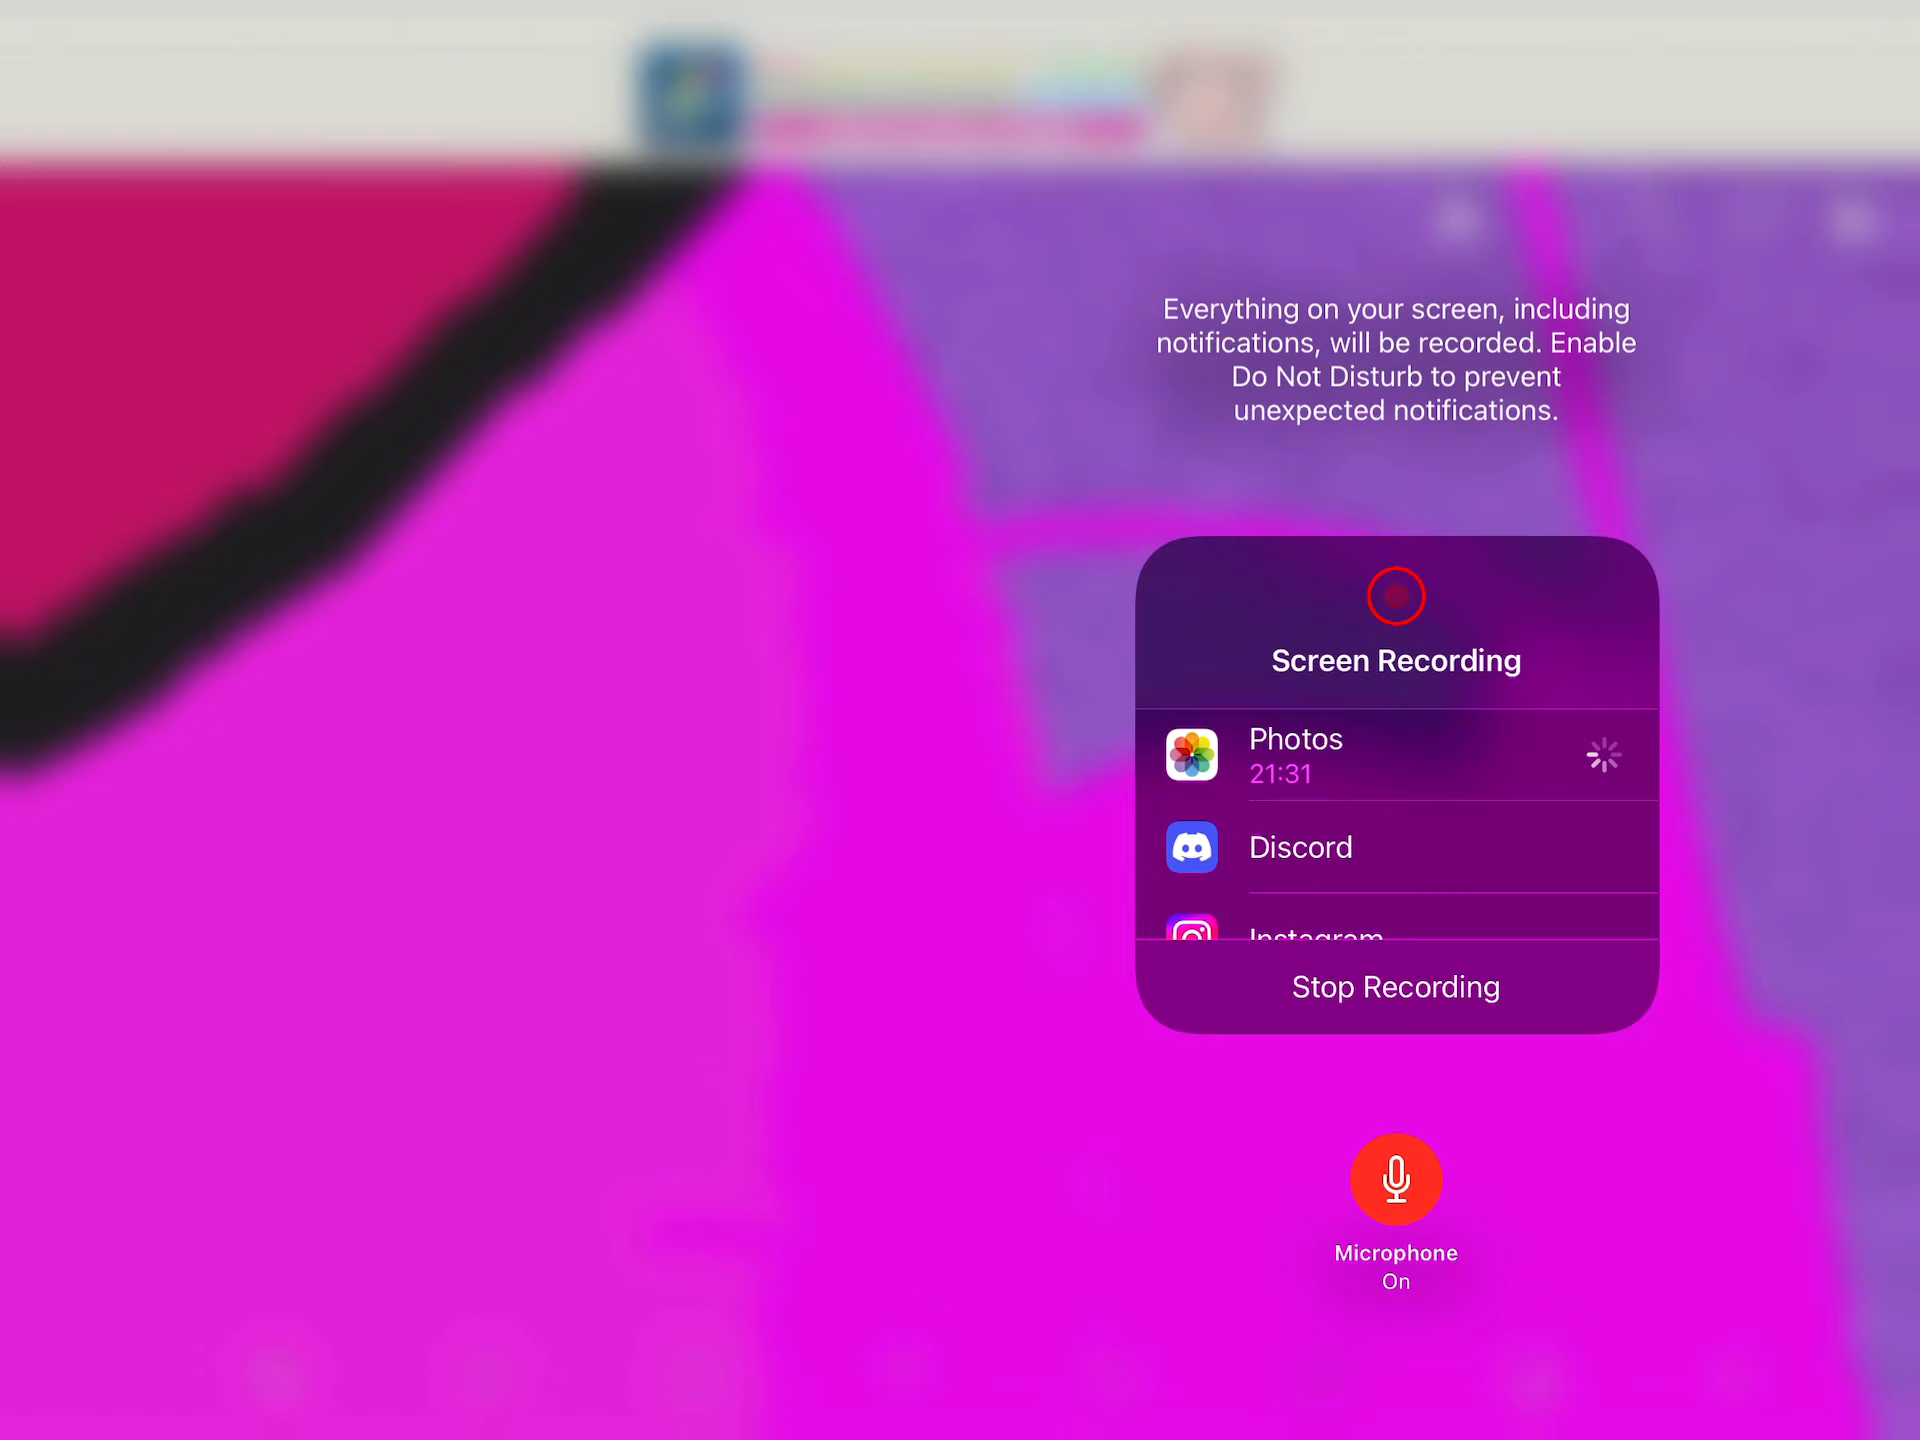 Everything on your screen, including
notifications, will be recorded. Enable
Do Not Disturb to prevent
unexpected notifications.
Screen Recording
Photos
21:31
Discord
Instagram
Stop Recording
Microphone
On